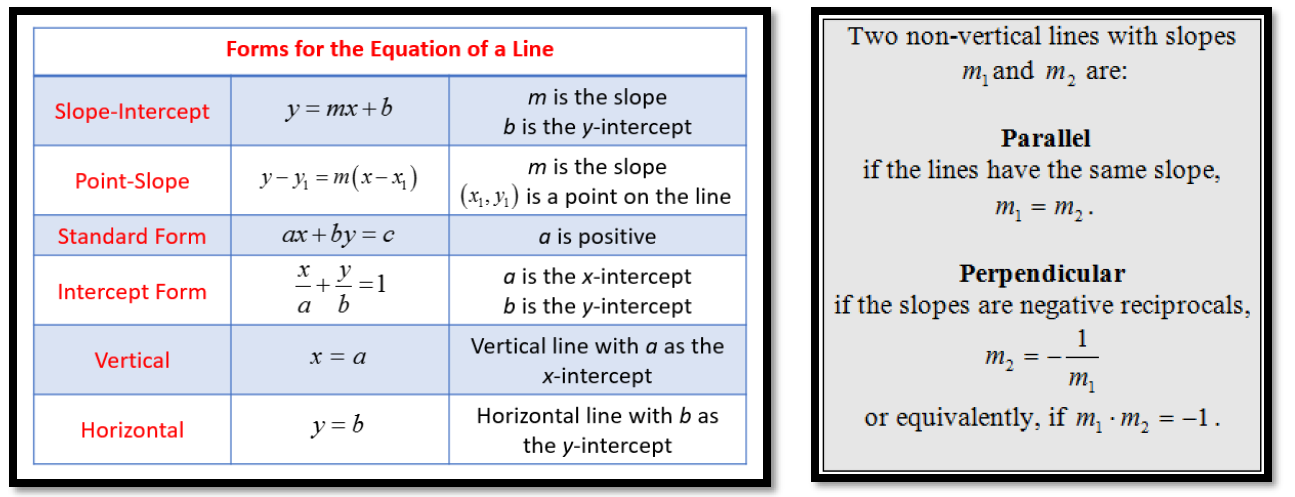 Forms for the Equation of a Line
Slope-Intercept y = mx + b m is the slope
b is the y-intercept
Point-Slope y − y₁ = m(x − x₁) m is the slope
(x₁, y₁) is a point on the line
Standard Form ax + by = c a is positive
Intercept Form x/a + y/b = 1 a is the x-intercept
b is the y-intercept
Vertical x = a Vertical line with a as the
x-intercept
Horizontal y = b Horizontal line with b as
the y-intercept
Two non-vertical lines with slopes
m₁ and m₂ are:
Parallel
if the lines have the same slope,
m₁ = m₂.
Perpendicular
if the slopes are negative reciprocals,
m₂ = −1/m₁
or equivalently, if m₁ · m₂ = −1.